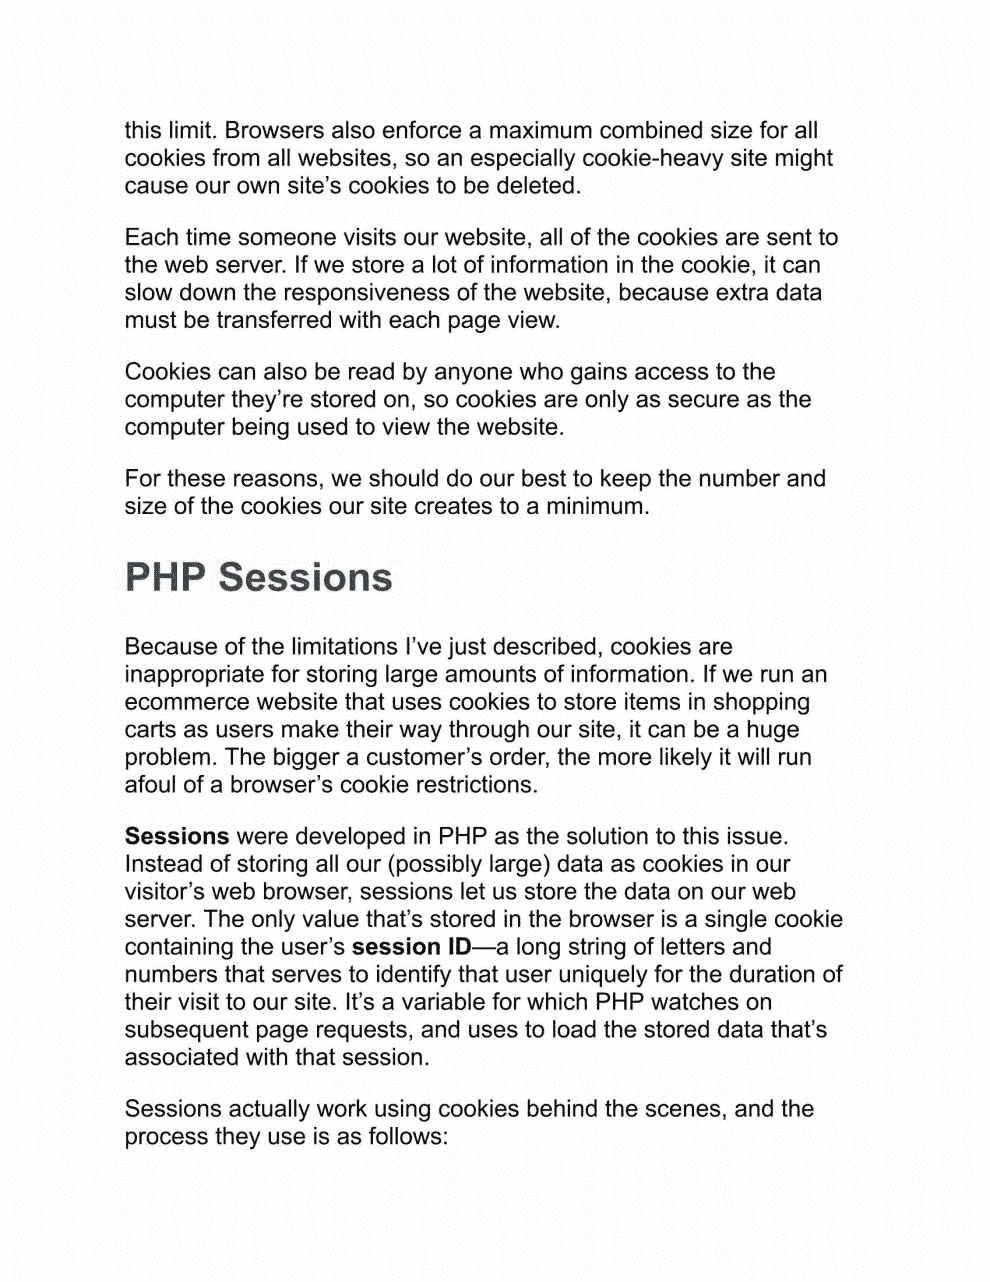 this limit. Browsers also enforce a maximum combined size for all
cookies from all websites, so an especially cookie-heavy site might
cause our own site’s cookies to be deleted.
Each time someone visits our website, all of the cookies are sent to
the web server. If we store a lot of information in the cookie, it can
slow down the responsiveness of the website, because extra data
must be transferred with each page view.
Cookies can also be read by anyone who gains access to the
computer they’re stored on, so cookies are only as secure as the
computer being used to view the website.
For these reasons, we should do our best to keep the number and
size of the cookies our site creates to a minimum.
PHP Sessions
Because of the limitations I’ve just described, cookies are
inappropriate for storing large amounts of information. If we run an
ecommerce website that uses cookies to store items in shopping
carts as users make their way through our site, it can be a huge
problem. The bigger a customer’s order, the more likely it will run
afoul of a browser’s cookie restrictions.
Sessions were developed in PHP as the solution to this issue.
Instead of storing all our (possibly large) data as cookies in our
visitor’s web browser, sessions let us store the data on our web
server. The only value that’s stored in the browser is a single cookie
containing the user’s session ID—a long string of letters and
numbers that serves to identify that user uniquely for the duration of
their visit to our site. It’s a variable for which PHP watches on
subsequent page requests, and uses to load the stored data that’s
associated with that session.
Sessions actually work using cookies behind the scenes, and the
process they use is as follows: